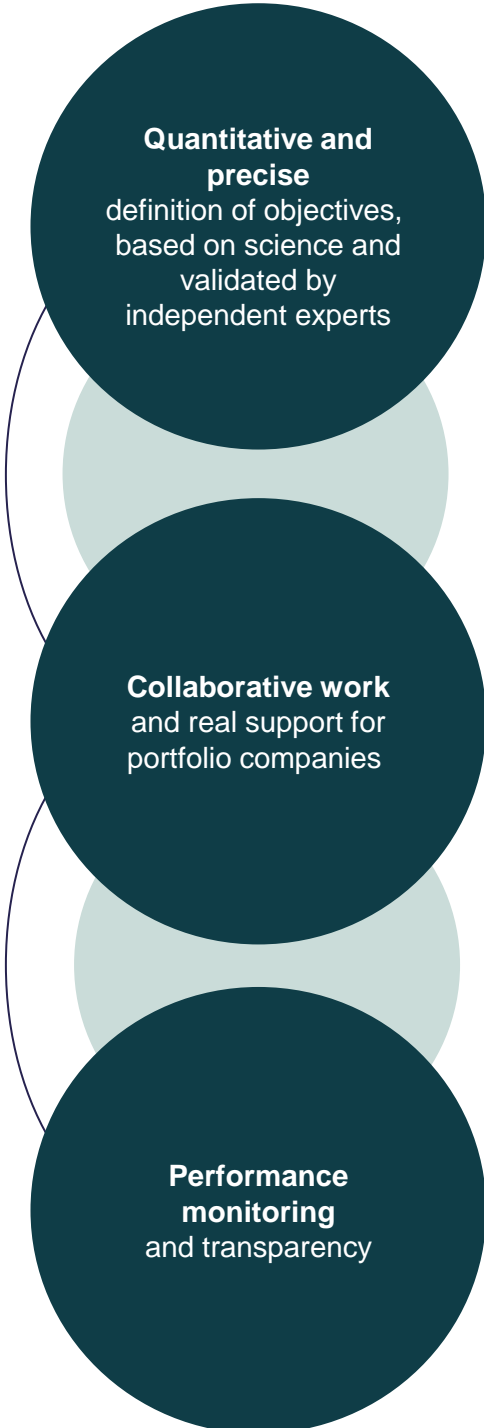 Quantitative and
precise
definition of objectives,
based on science and
validated by
independent experts
Collaborative work
and real support for
portfolio companies
Performance
monitoring
and transparency